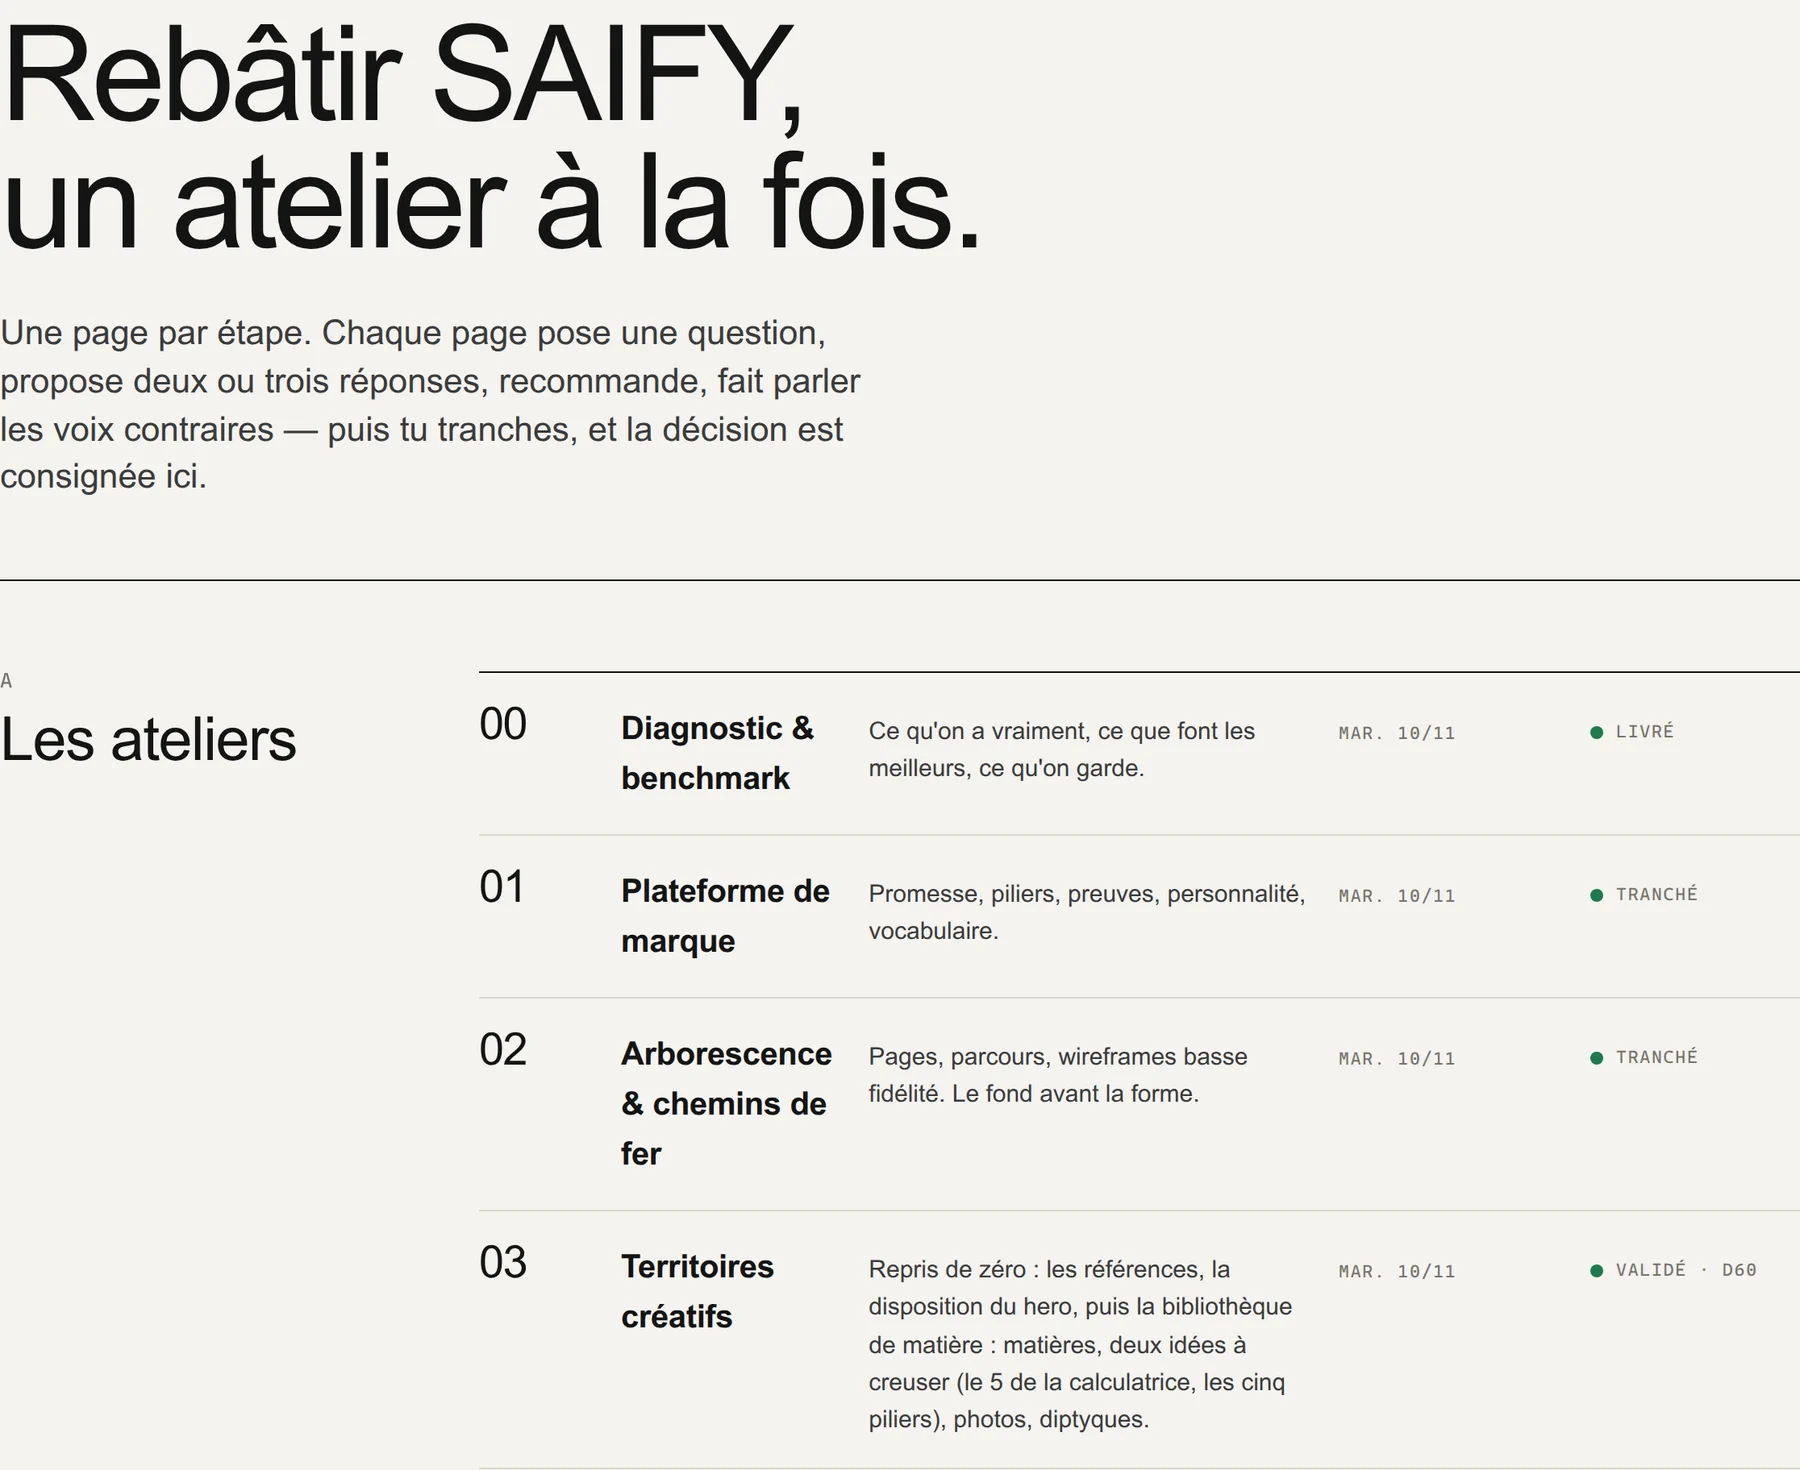 Rebâtir SAIFY,
un atelier à la fois.
Une page par étape. Chaque page pose une question,
propose deux ou trois réponses, recommande, fait parler
les voix contraires — puis tu tranches, et la décision est
consignée ici.
A
Les ateliers
00
Diagnostic &
benchmark
Ce qu'on a vraiment, ce que font les
meilleurs, ce qu'on garde.
MAR. 10/11
LIVRÉ
01
Plateforme de
marque
Promesse, piliers, preuves, personnalité,
vocabulaire.
MAR. 10/11
TRANCHÉ
02
Arborescence
& chemins de
fer
Pages, parcours, wireframes basse
fidélité. Le fond avant la forme.
MAR. 10/11
TRANCHÉ
03
Territoires
créatifs
Repris de zéro : les références, la
disposition du hero, puis la bibliothèque
de matière : matières, deux idées à
creuser (le 5 de la calculatrice, les cinq
piliers), photos, diptyques.
MAR. 10/11
VALIDÉ · D60